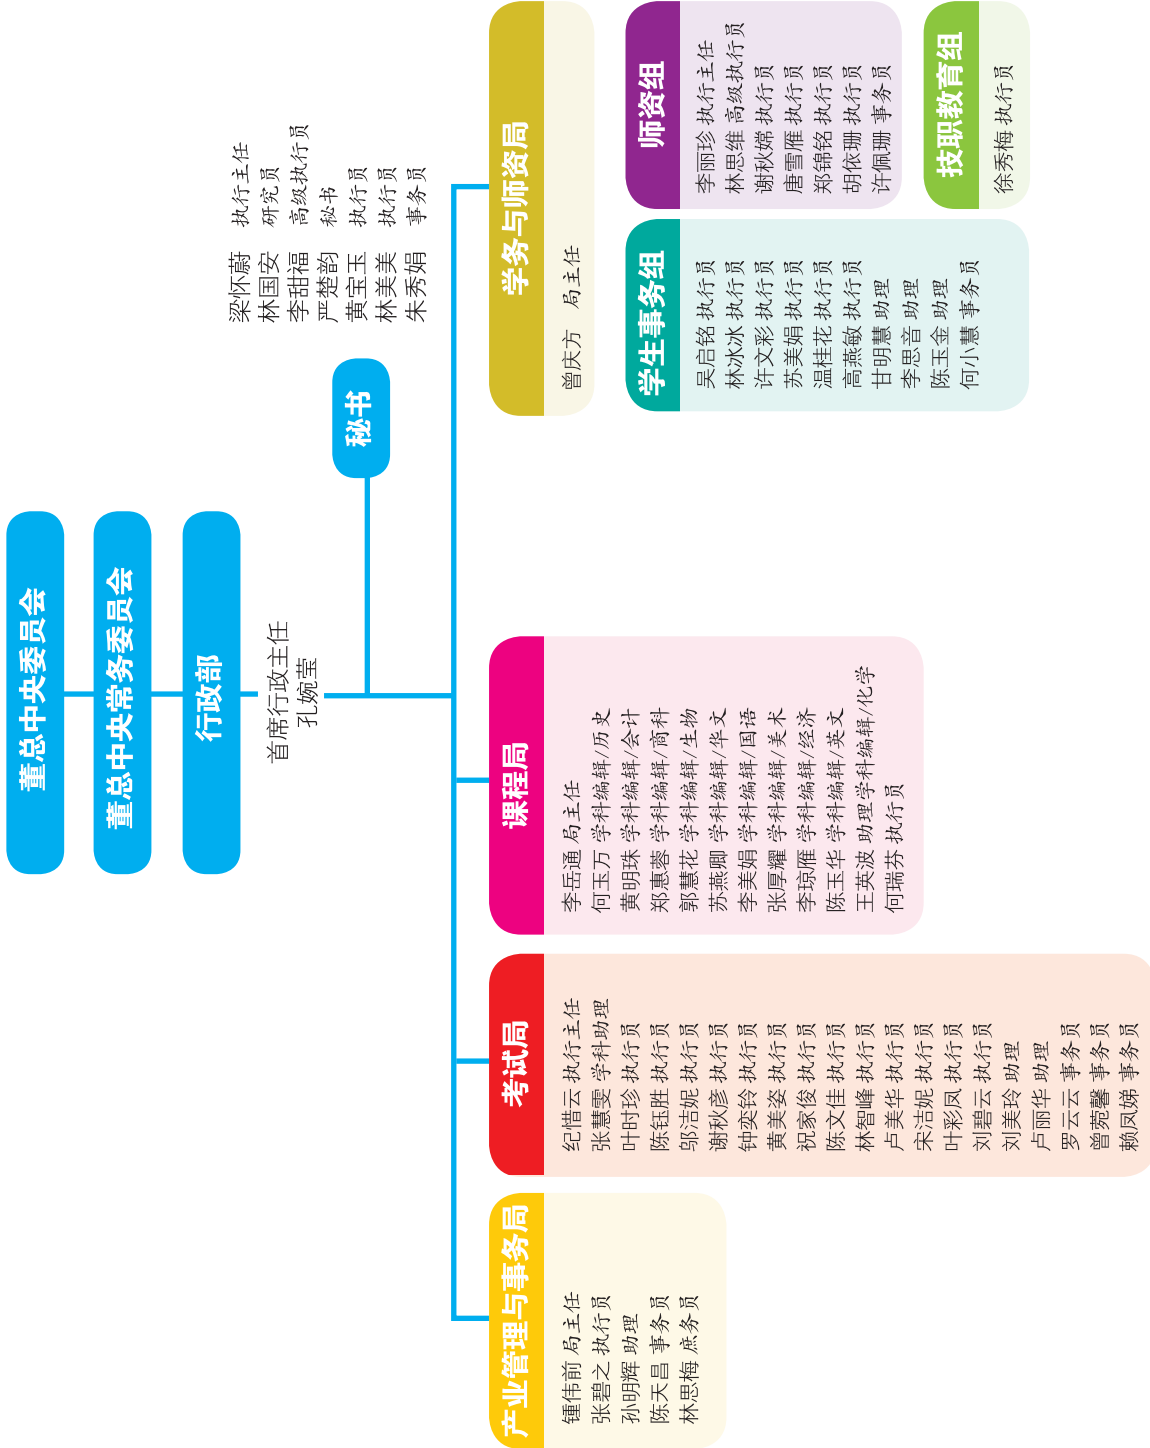 董总中央委员会
董总中央常务委员会
行政部
首席行政主任
孔婉莹
秘书
梁怀蔚 执行主任
林国安 研究员
李甜福 高级执行员
严楚韵 秘书
黄宝玉 执行员
林美美 执行员
朱秀娟 事务员
产业管理与事务局
锺伟前 局主任
张碧之 执行员
孙明辉 助理
陈天昌 事务员
林思梅 庶务员
考试局
纪惜云 执行主任
张慧雯 学科助理
叶时珍 执行员
陈钰胜 执行员
邬洁妮 执行员
谢秋彦 执行员
钟奕铃 执行员
黄美姿 执行员
祝家俊 执行员
陈文佳 执行员
林智峰 执行员
卢美华 执行员
宋洁妮 执行员
叶彩凤 执行员
刘碧云 执行员
刘美玲 助理
卢丽华 助理
罗云云 事务员
曾菀馨 事务员
赖凤娣 事务员
课程局
李岳通 局主任
何玉万 学科编辑/历史
黄明珠 学科编辑/会计
郑惠蓉 学科编辑/商科
郭慧花 学科编辑/生物
苏燕卿 学科编辑/华文
李美娟 学科编辑/国语
张厚耀 学科编辑/美术
李琼雁 学科编辑/经济
陈玉华 学科编辑/英文
王英波 助理学科编辑/化学
何瑞芬 执行员
学务与师资局
曾庆方 局主任
学生事务组
吴启铭 执行员
林冰冰 执行员
许文彩 执行员
苏美娟 执行员
温桂花 执行员
高燕敏 执行员
甘明慧 助理
李思音 助理
陈玉金 助理
何小慧 事务员
师资组
李丽珍 执行主任
林思维 高级执行员
谢秋嫦 执行员
唐雪雁 执行员
郑锦铭 执行员
胡依珊 执行员
许佩珊 事务员
技职教育组
徐秀梅 执行员